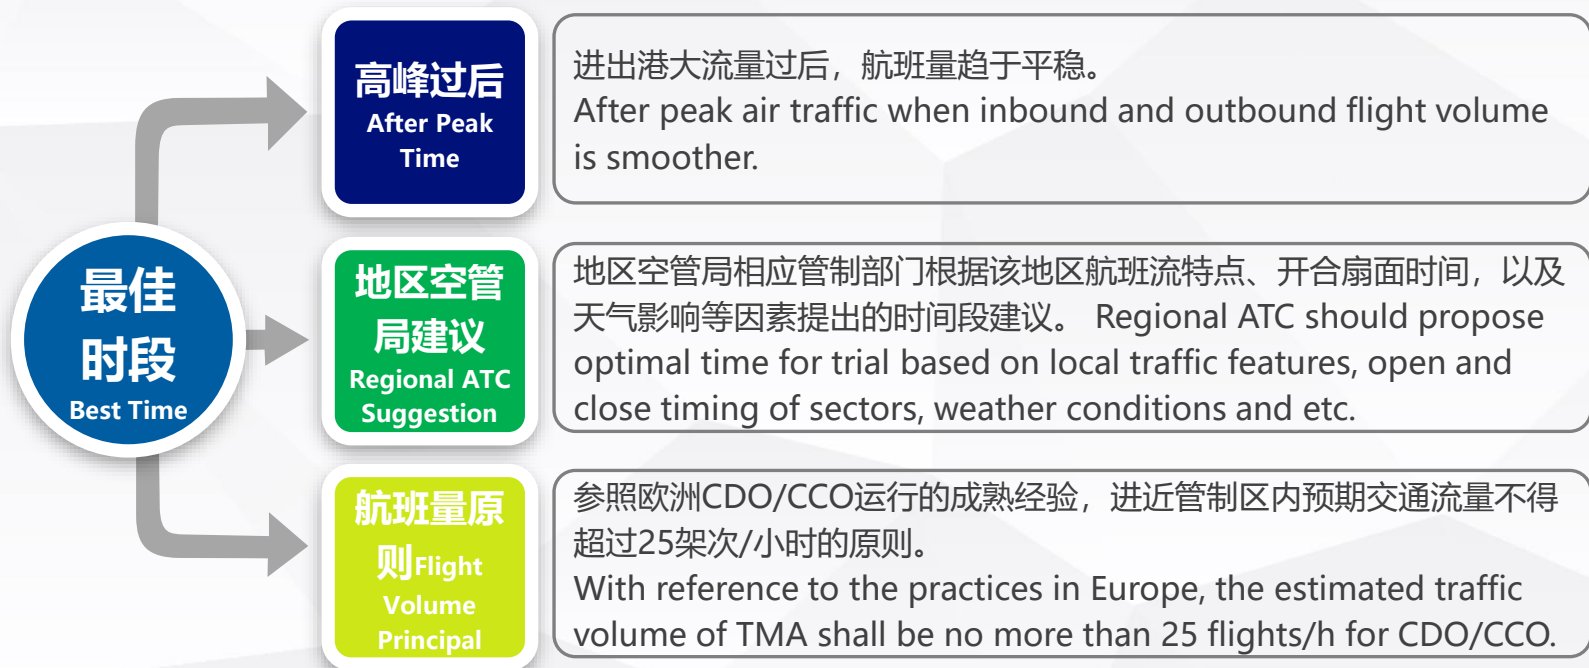 高峰过后
After Peak
Time
进出港大流量过后，航班量趋于平稳。
After peak air traffic when inbound and outbound flight volume
is smoother.
最佳
时段
Best Time
地区空管
局建议
Regional ATC
Suggestion
地区空管局相应管制部门根据该地区航班流特点、开合扇面时间，以及
天气影响等因素提出的时间段建议。 Regional ATC should propose
optimal time for trial based on local traffic features, open and
close timing of sectors, weather conditions and etc.
航班量原
则Flight
Volume
Principal
参照欧洲CDO/CCO运行的成熟经验，进近管制区内预期交通流量不得
超过25架次/小时的原则。
With reference to the practices in Europe, the estimated traffic
volume of TMA shall be no more than 25 flights/h for CDO/CCO.